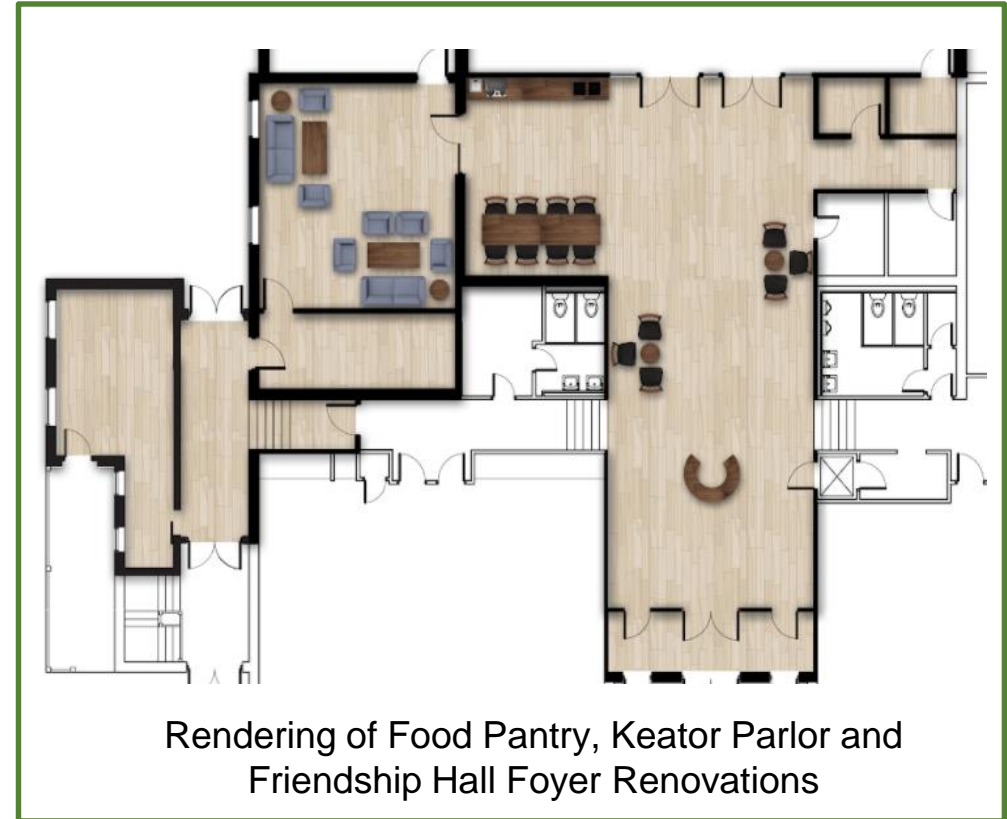 Rendering of Food Pantry, Keator Parlor and
Friendship Hall Foyer Renovations